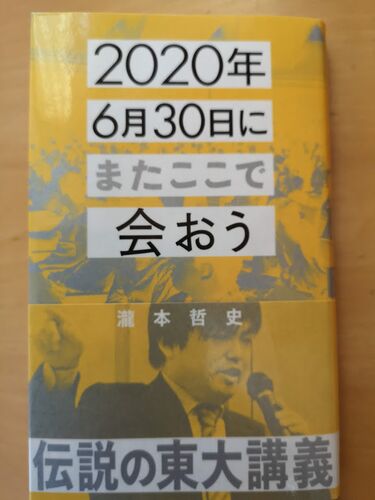 2020年
6月30日に
またここで
会おう
瀧本哲史
伝説の東大講義